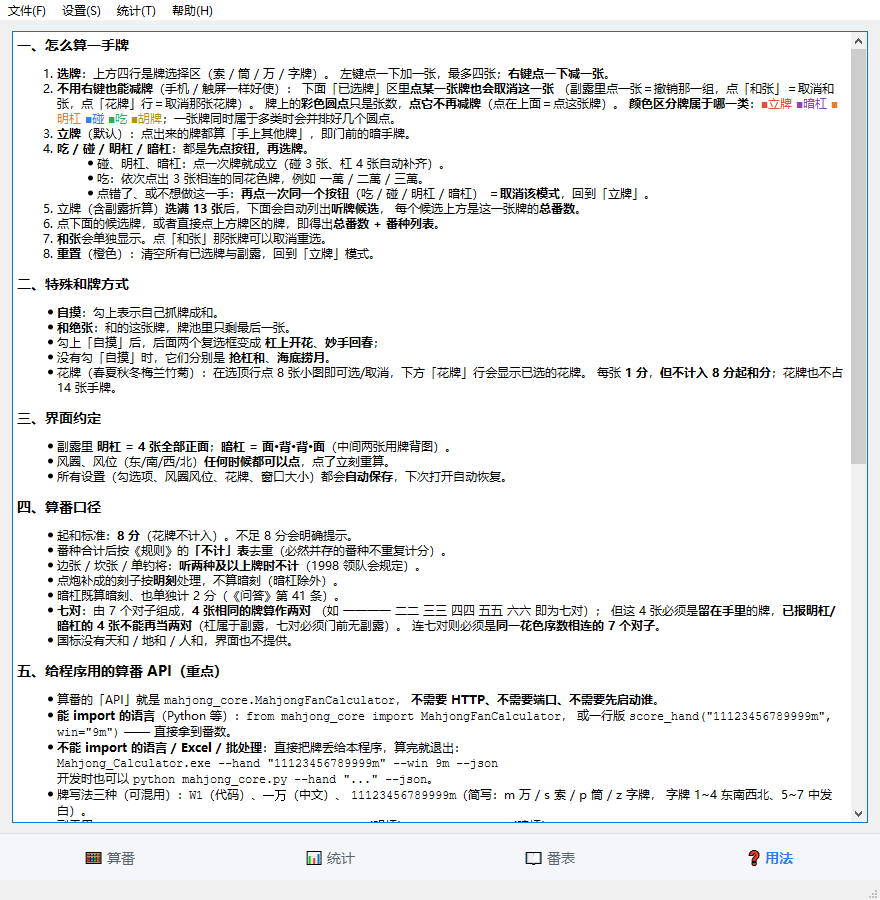 文件(F) 设置(S) 统计(T) 帮助(H)
一、怎么算一手牌
1. 选牌：上方四行是牌选择区（索 / 筒 / 万 / 字牌）。 左键点一下加一张，最多四张；右键点一下减一张。
2. 不用右键也能减牌（手机 / 触屏一样好使）： 下面「已选牌」区里点某一张牌也会取消这一张 （副露里点一张＝撤销那一组，点「和张」＝取消和
张，点「花牌」行＝取消那张花牌）。 牌上的彩色圆点只是张数，点它不再减牌（点在上面＝点这张牌）。 颜色区分牌属于哪一类：■立牌 ■暗杠 ■
明杠 ■碰 ■吃 ■胡牌；一张牌同时属于多类时会并排好几个圆点。
3. 立牌（默认）：点出来的牌都算「手上其他牌」，即门前的暗手牌。
4. 吃 / 碰 / 明杠 / 暗杠：都是先点按钮，再选牌。
● 碰、明杠、暗杠：点一次牌就成立（碰 3 张、杠 4 张自动补齐）。
● 吃：依次点出 3 张相连的同花色牌，例如 一萬 / 二萬 / 三萬。
● 点错了、或不想做这一手：再点一次同一个按钮（吃 / 碰 / 明杠 / 暗杠） ＝取消该模式，回到「立牌」。
5. 立牌（含副露折算）选满 13 张后，下面会自动列出听牌候选， 每个候选上方是这一张牌的总番数。
6. 点下面的候选牌，或者直接点上方牌区的牌，即得出总番数 + 番种列表。
7. 和张会单独显示。点「和张」那张牌可以取消重选。
8. 重置（橙色）：清空所有已选牌与副露，回到「立牌」模式。
二、特殊和牌方式
● 自摸：勾上表示自己抓牌成和。
● 和绝张：和的这张牌，牌池里只剩最后一张。
● 勾上「自摸」后，后面两个复选框变成 杠上开花、妙手回春；
● 没有勾「自摸」时，它们分别是 抢杠和、海底捞月。
● 花牌（春夏秋冬梅兰竹菊）：在选顶行点 8 张小图即可选/取消，下方「花牌」行会显示已选的花牌。 每张 1 分，但不计入 8 分起和分；花牌也不占
14 张手牌。
三、界面约定
● 副露里 明杠 = 4 张全部正面；暗杠 = 面•背•背•面（中间两张用牌背图）。
● 风圈、风位（东/南/西/北）任何时候都可以点，点了立刻重算。
● 所有设置（勾选项、风圈风位、花牌、窗口大小）都会自动保存，下次打开自动恢复。
四、算番口径
● 起和标准：8 分（花牌不计入）。不足 8 分会明确提示。
● 番种合计后按《规则》的「不计」表去重（必然并存的番种不重复计分）。
● 边张 / 坎张 / 单钓将：听两种及以上牌时不计（1998 领队会规定）。
● 点炮补成的刻子按明刻处理，不算暗刻（暗杠除外）。
● 暗杠既算暗刻、也单独计 2 分（《问答》第 41 条）。
● 七对：由 7 个对子组成，4 张相同的牌算作两对 （如 一一一一 二二 三三 四四 五五 六六 即为七对）； 但这 4 张必须是留在手里的牌，已报明杠/
暗杠的 4 张不能再当两对（杠属于副露，七对必须门前无副露）。 连七对则必须是同一花色序数相连的 7 个对子。
● 国标没有天和 / 地和 / 人和，界面也不提供。
五、给程序用的算番 API（重点）
● 算番的「API」就是 mahjong_core.MahjongFanCalculator， 不需要 HTTP、不需要端口、不需要先启动谁。
● 能 import 的语言（Python 等）：from mahjong_core import MahjongFanCalculator， 或一行版 score_hand("11123456789999m",
win="9m") —— 直接拿到番数。
● 不能 import 的语言 / Excel / 批处理：直接把牌丢给本程序，算完就退出：
Mahjong_Calculator.exe --hand "11123456789999m" --win 9m --json
开发时也可以 python mahjong_core.py --hand "..." --json。
● 牌写法三种（可混用）：W1（代码）、一万（中文）、 11123456789999m（简写：m 万 / s 索 / p 筒 / z 字牌， 字牌 1~4 东南西北、5~7 中发
白）。
算番 统计 番表 用法